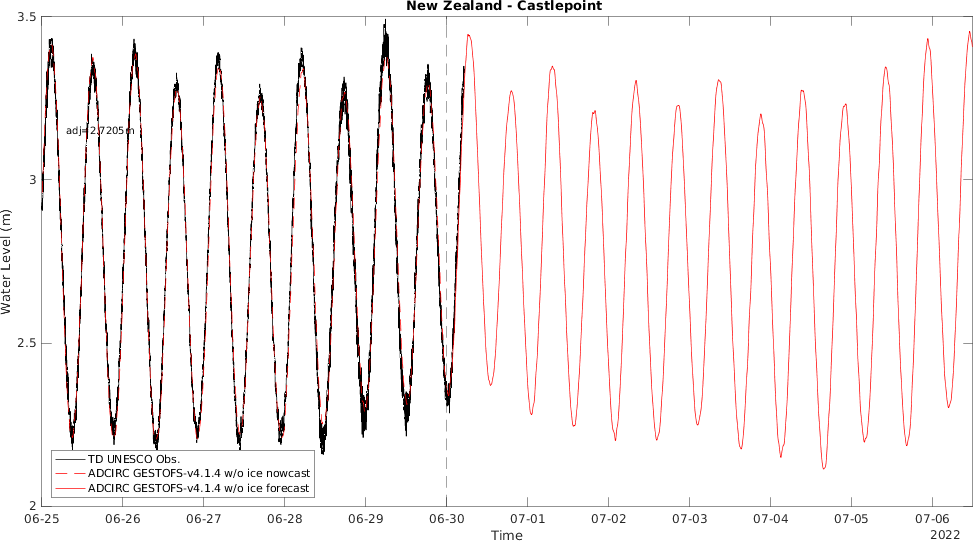 New Zealand - Castlepoint
3.5
3
2.5
2
Water Level (m)
adj=2.7205m
TD UNESCO Obs.
ADCIRC GESTOFS-v4.1.4 w/o ice nowcast
ADCIRC GESTOFS-v4.1.4 w/o ice forecast
06-25 06-26 06-27 06-28 06-29 06-30 07-01 07-02 07-03 07-04 07-05 07-06
Time
2022